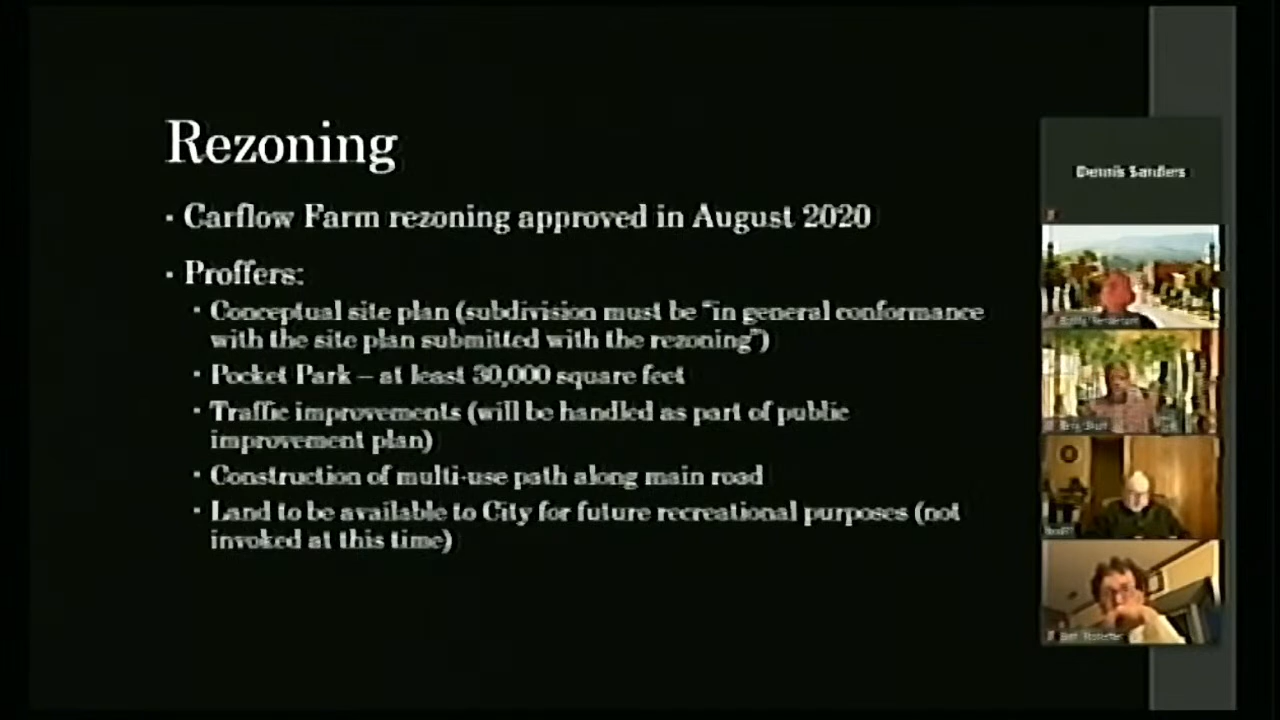 Rezoning
· Carflow Farm rezoning approved in August 2020
· Proffers:
· Conceptual site plan (subdivision must be "in general conformance
with the site plan submitted with the rezoning")
· Pocket Park – at least 30,000 square feet
· Traffic improvements (will be handled as part of public
improvement plan)
· Construction of multi-use path along main road
· Land to be available to City for future recreational purposes (not
invoked at this time)
Dennis Sanders